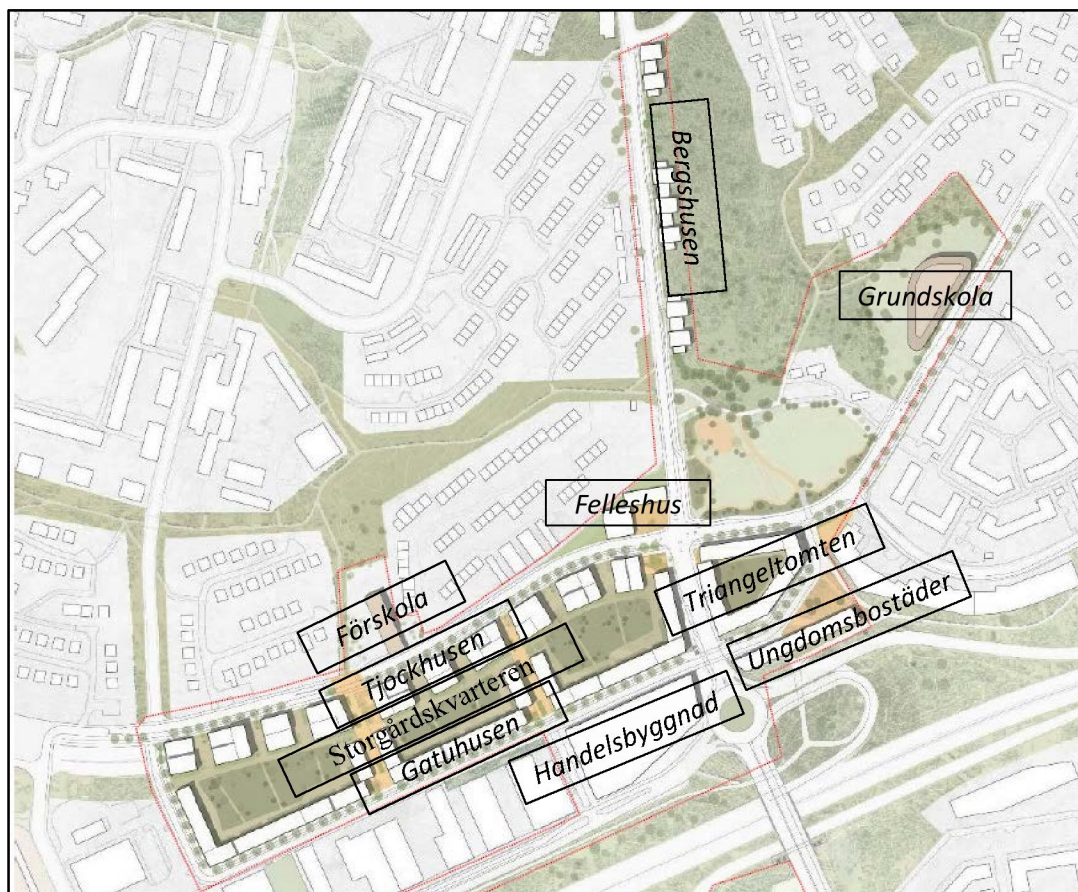 Bergshusen
Grundskola
Felleshus
Triangeltomten
Förskola
Ungdomsbostäder
Tjockhusen
Storgårdskvarteren
Gatuhusen
Handelsbyggnad